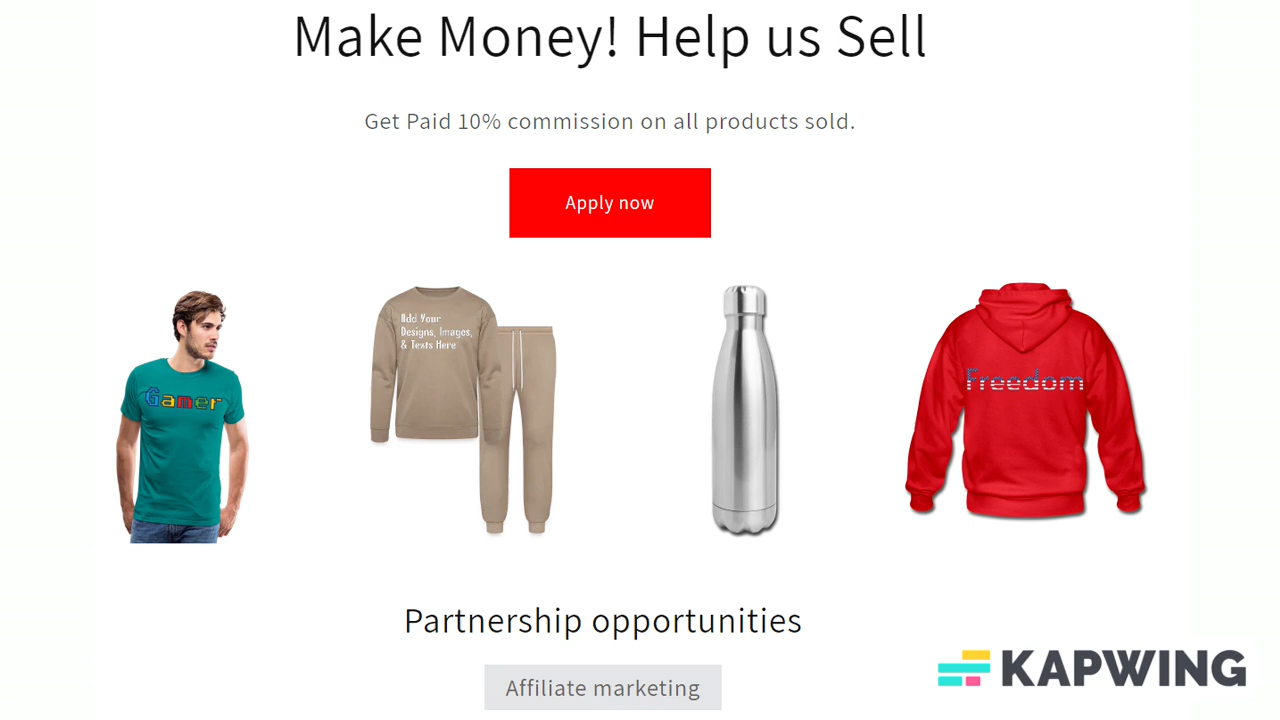 Make Money! Help us Sell
Get Paid 10% commission on all products sold.
Apply now
Gamer
Add Your
Designs, Images,
& Texts Here
Freedom
Partnership opportunities
Affiliate marketing
KAPWING